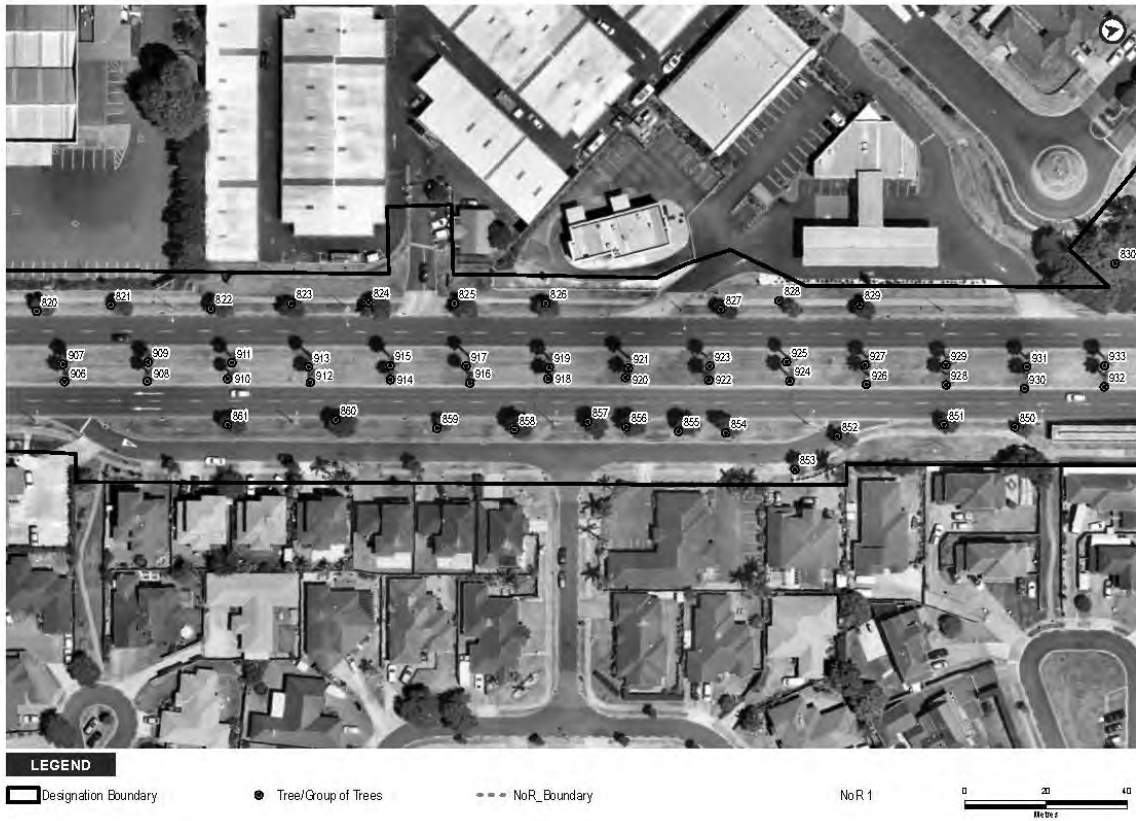 830
820 821 822 823 824 825 826 827 828 829
907 909 911 913 915 917 919 921 923 925 927 929 931 933
906 908 910 912 914 916 918 920 922 924 926 928 930 932
861 860 859 858 857 856 855 854 852 851 850
853
LEGEND
Designation Boundary Tree/Group of Trees NoR_Boundary NoR 1
0 20 40
Metres